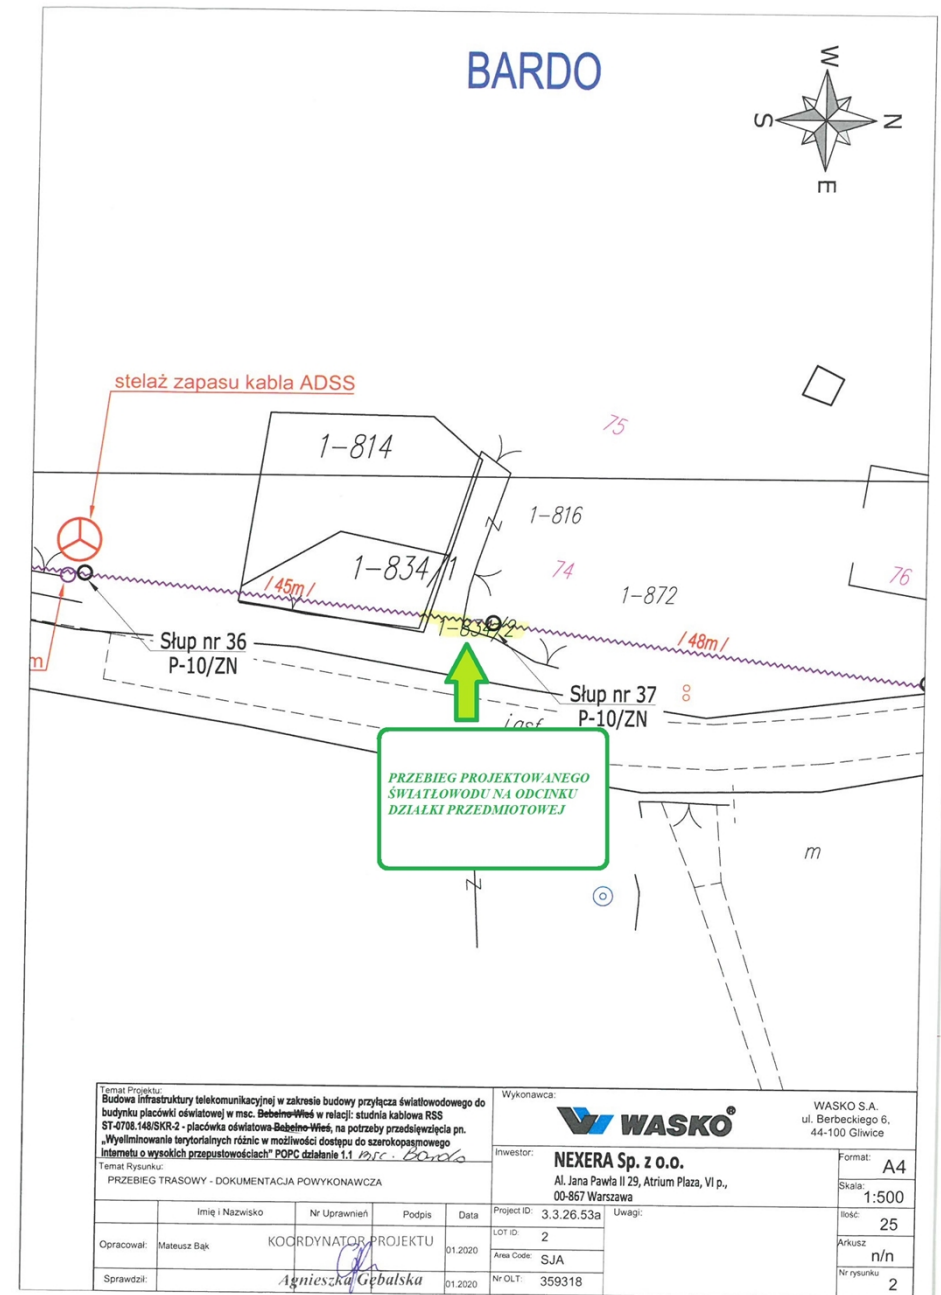 BARDO
W
S
N
E
stelaż zapasu kabla ADSS
1-814
75
1-816
1-834/1
74
/45m/
1-872
76
Słup nr 36
P-10/ZN
m
1-834/2
/48m/
Słup nr 37
P-10/ZN
j.asf.
PRZEBIEG PROJEKTOWANEGO
ŚWIATŁOWODU NA ODCINKU
DZIAŁKI PRZEDMIOTOWEJ
m
Temat Projektu:
Budowa infrastruktury telekomunikacyjnej w zakresie budowy przyłącza światłowodowego do
budynku placówki oświatowej w msc. Bebelno-Wieś w relacji: studnia kablowa RSS
ST-0708.148/SKR-2 - placówka oświatowa Bebelno-Wieś, na potrzeby przedsięwzięcia pn.
„Wyeliminowanie terytorialnych różnic w możliwości dostępu do szerokopasmowego
internetu o wysokich przepustowościach" POPC działanie 1.1 msc. Bardo
Temat Rysunku:
PRZEBIEG TRASOWY - DOKUMENTACJA POWYKONAWCZA
Imię i Nazwisko
Nr Uprawnień
Podpis
Data
Opracował:
Mateusz Bąk
KOORDYNATOR PROJEKTU
01.2020
Sprawdził:
Agnieszka Gębalska
01.2020
Wykonawca:
WASKO®
WASKO S.A.
ul. Berbeckiego 6,
44-100 Gliwice
Inwestor:
NEXERA Sp. z o.o.
Al. Jana Pawła II 29, Atrium Plaza, VI p.,
00-867 Warszawa
Format:
A4
Skala:
1:500
Project ID:
3.3.26.53a
Uwagi:
Ilość:
25
LOT ID:
2
Area Code:
SJA
Arkusz
n/n
Nr OLT:
359318
Nr rysunku
2